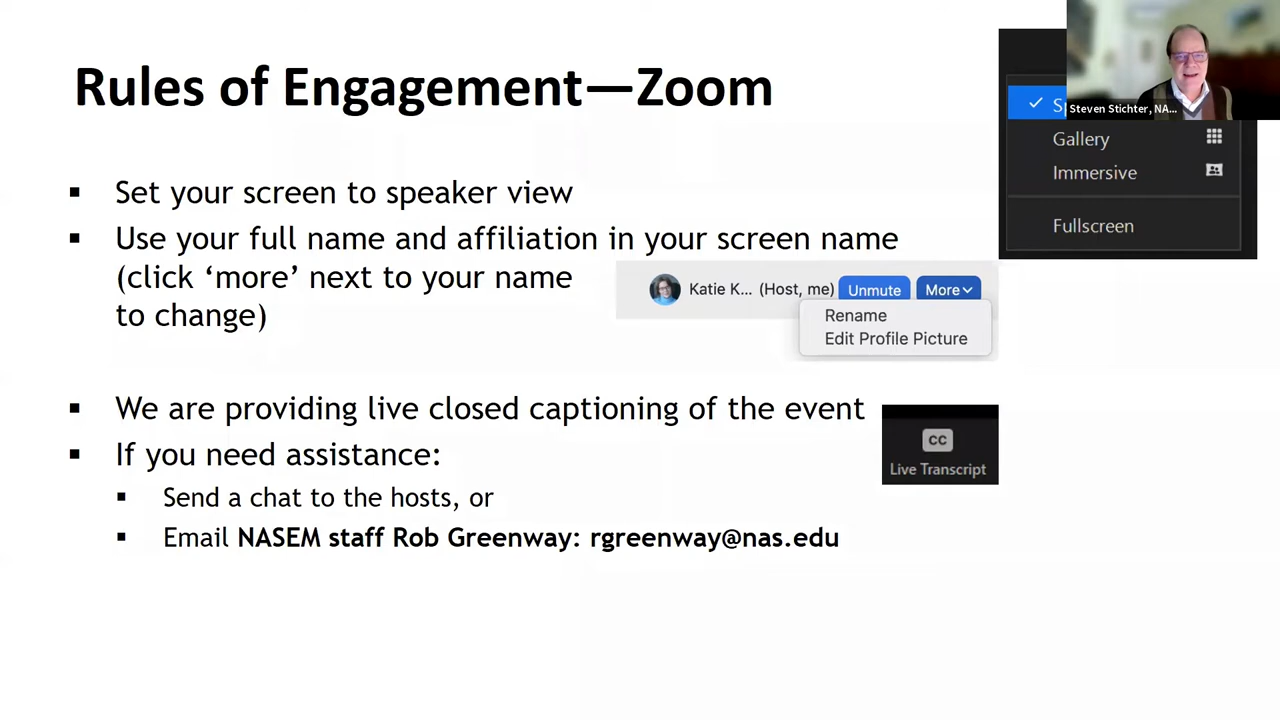 Rules of Engagement—Zoom
Steven Stichter, NA...
Gallery
Immersive
Fullscreen
▪ Set your screen to speaker view
▪ Use your full name and affiliation in your screen name
(click ‘more’ next to your name
to change)
Katie K... (Host, me) Unmute More
Rename
Edit Profile Picture
▪ We are providing live closed captioning of the event
CC
Live Transcript
▪ If you need assistance:
▪ Send a chat to the hosts, or
▪ Email NASEM staff Rob Greenway: rgreenway@nas.edu